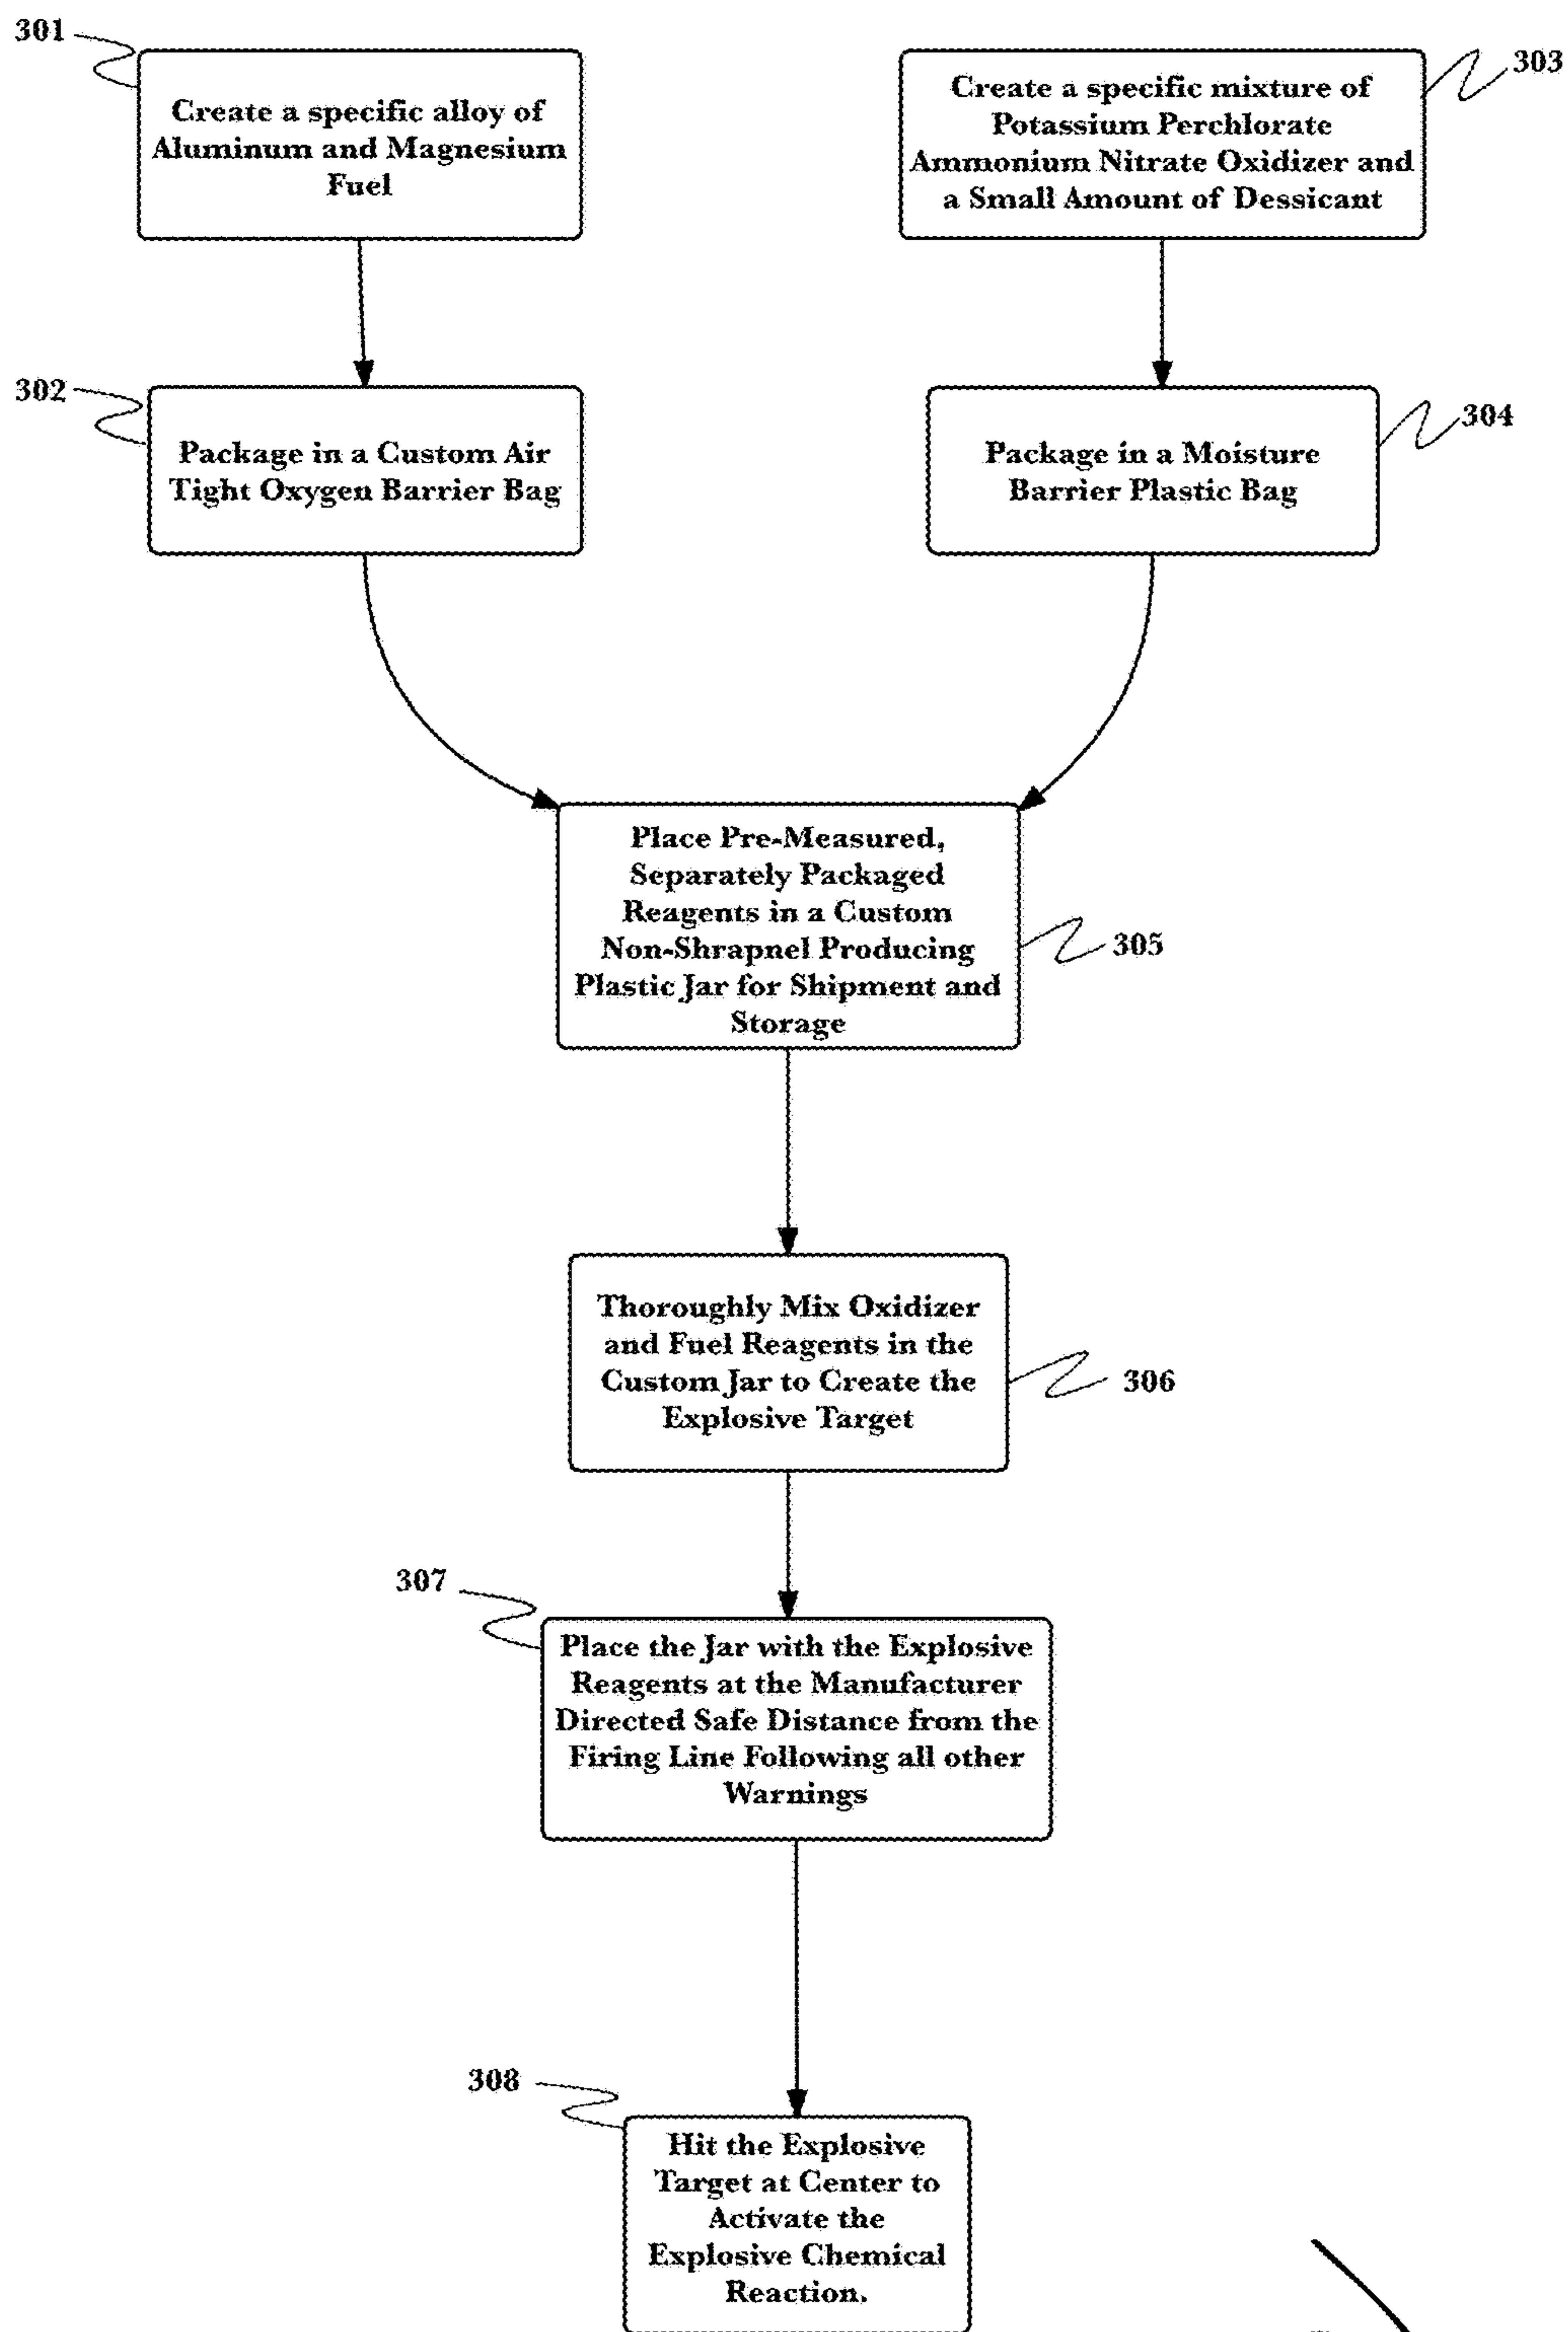 301
Create a specific alloy of
Aluminum and Magnesium
Fuel
303
Create a specific mixture of
Potassium Perchlorate
Ammonium Nitrate Oxidizer and
a Small Amount of Dessicant
302
Package in a Custom Air
Tight Oxygen Barrier Bag
304
Package in a Moisture
Barrier Plastic Bag
Place Pre-Measured,
Separately Packaged
Reagents in a Custom
Non-Shrapnel Producing
Plastic Jar for Shipment and
Storage
305
Thoroughly Mix Oxidizer
and Fuel Reagents in the
Custom Jar to Create the
Explosive Target
306
307
Place the Jar with the Explosive
Reagents at the Manufacturer
Directed Safe Distance from the
Firing Line Following all other
Warnings
308
Hit the Explosive
Target at Center to
Activate the
Explosive Chemical
Reaction.